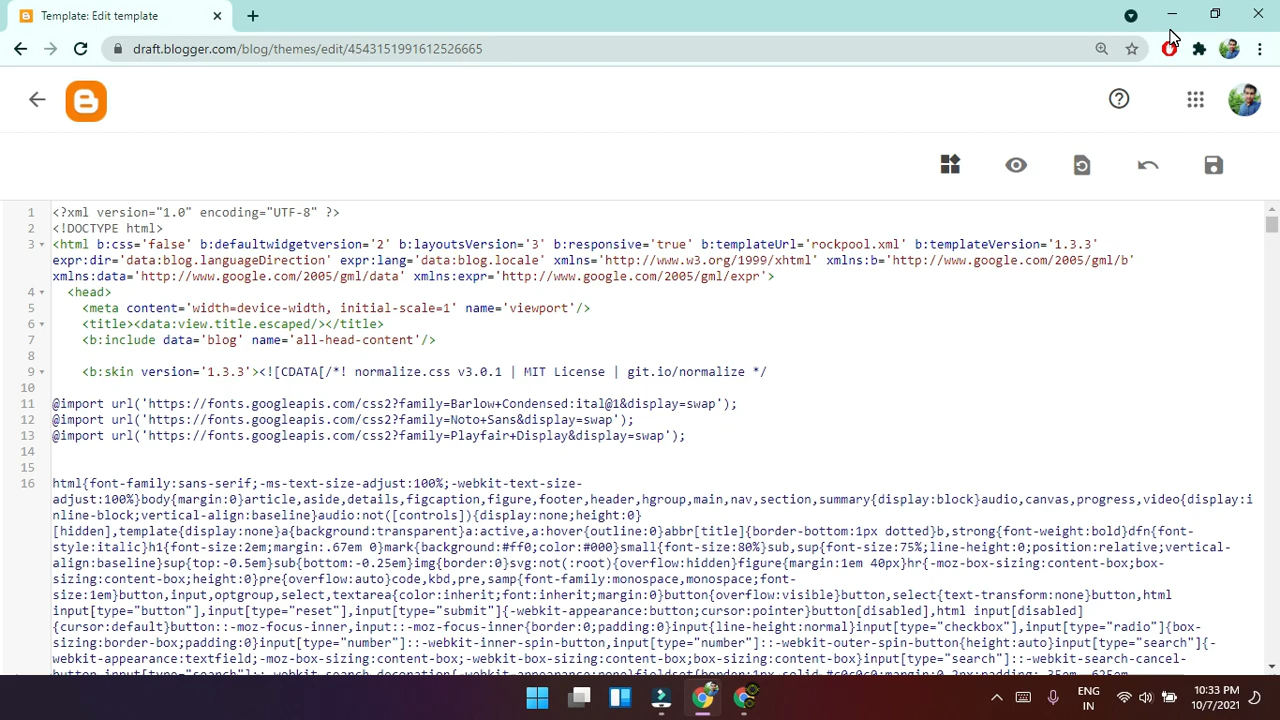 Template: Edit template
draft.blogger.com/blog/themes/edit/4543151991612526665
1 <?xml version="1.0" encoding="UTF-8" ?>
2 <!DOCTYPE html>
3 <html b:css='false' b:defaultwidgetversion='2' b:layoutsVersion='3' b:responsive='true' b:templateUrl='rockpool.xml' b:templateVersion='1.3.3'
expr:dir='data:blog.languageDirection' expr:lang='data:blog.locale' xmlns='http://www.w3.org/1999/xhtml' xmlns:b='http://www.google.com/2005/gml/b'
xmlns:data='http://www.google.com/2005/gml/data' xmlns:expr='http://www.google.com/2005/gml/expr'>
4 <head>
5 <meta content='width=device-width, initial-scale=1' name='viewport'/>
6 <title><data:view.title.escaped/></title>
7 <b:include data='blog' name='all-head-content'/>
8
9 <b:skin version='1.3.3'><![CDATA[/*! normalize.css v3.0.1 | MIT License | git.io/normalize */
10
11 @import url('https://fonts.googleapis.com/css2?family=Barlow+Condensed:ital@1&display=swap');
12 @import url('https://fonts.googleapis.com/css2?family=Noto+Sans&display=swap');
13 @import url('https://fonts.googleapis.com/css2?family=Playfair+Display&display=swap');
14
15
16 html{font-family:sans-serif;-ms-text-size-adjust:100%;-webkit-text-size-
adjust:100%}body{margin:0}article,aside,details,figcaption,figure,footer,header,hgroup,main,nav,section,summary{display:block}audio,canvas,progress,video{display:i
nline-block;vertical-align:baseline}audio:not([controls]){display:none;height:0}
[hidden],template{display:none}a{background:transparent}a:active,a:hover{outline:0}abbr[title]{border-bottom:1px dotted}b,strong{font-weight:bold}dfn{font-
style:italic}h1{font-size:2em;margin:.67em 0}mark{background:#ff0;color:#000}small{font-size:80%}sub,sup{font-size:75%;line-height:0;position:relative;vertical-
align:baseline}sup{top:-0.5em}sub{bottom:-0.25em}img{border:0}svg:not(:root){overflow:hidden}figure{margin:1em 40px}hr{-moz-box-sizing:content-box;box-
sizing:content-box;height:0}pre{overflow:auto}code,kbd,pre,samp{font-family:monospace,monospace;font-
size:1em}button,input,optgroup,select,textarea{color:inherit;font:inherit;margin:0}button{overflow:visible}button,select{text-transform:none}button,html
input[type="button"],input[type="reset"],input[type="submit"]{-webkit-appearance:button;cursor:pointer}button[disabled],html input[disabled]
{cursor:default}button::-moz-focus-inner,input::-moz-focus-inner{border:0;padding:0}input{line-height:normal}input[type="checkbox"],input[type="radio"]{box-
sizing:border-box;padding:0}input[type="number"]::-webkit-inner-spin-button,input[type="number"]::-webkit-outer-spin-button{height:auto}input[type="search"]{-
webkit-appearance:textfield;-moz-box-sizing:content-box;-webkit-box-sizing:content-box;box-sizing:content-box}input[type="search"]::-webkit-search-cancel-
ENG
IN
10:33 PM
10/7/2021